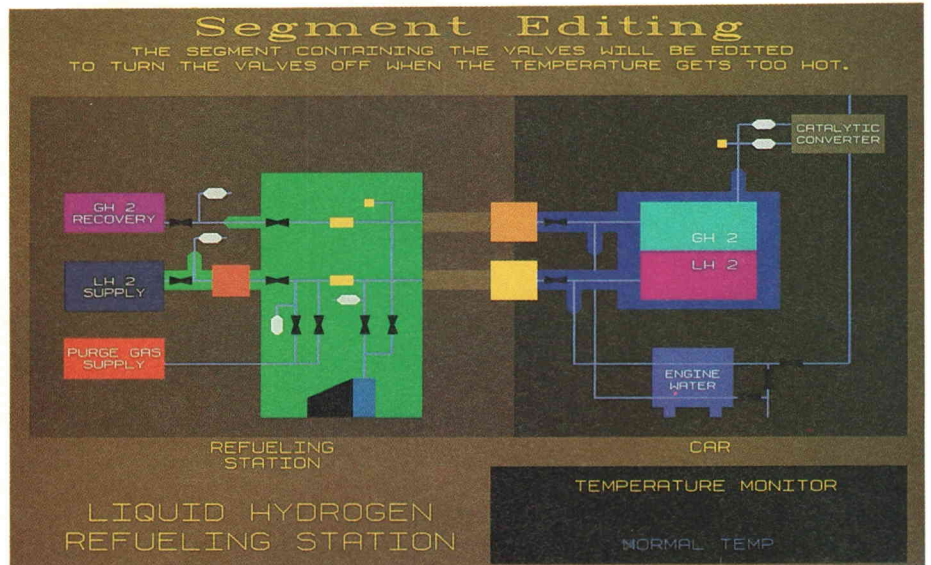 Segment Editing
THE SEGMENT CONTAINING THE VALVES WILL BE EDITED
TO TURN THE VALVES OFF WHEN THE TEMPERATURE GETS TOO HOT.
CATALYTIC
CONVERTER
GH 2
RECOVERY
LH 2
SUPPLY
PURGE GAS
SUPPLY
GH 2
LH 2
ENGINE
WATER
REFUELING
STATION
CAR
LIQUID HYDROGEN
REFUELING STATION
TEMPERATURE MONITOR
NORMAL TEMP